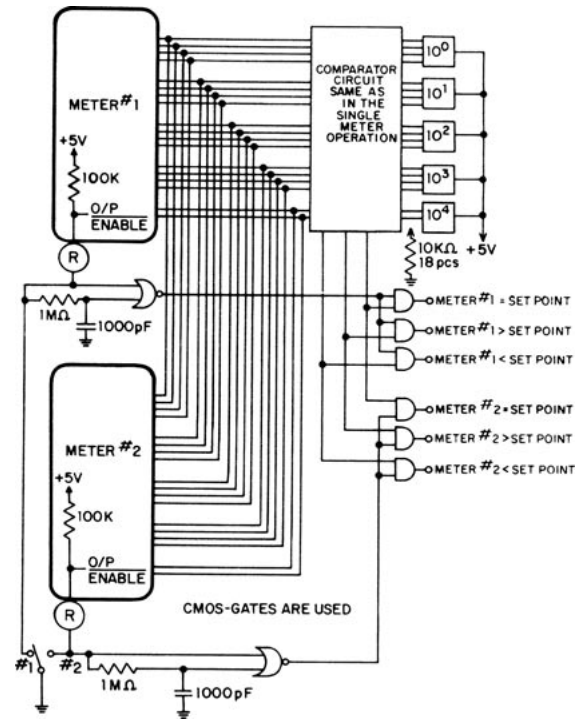 METER #1
+5V
100K
O/P
ENABLE
R
1MΩ
1000pF
COMPARATOR
CIRCUIT
SAME AS
IN THE
SINGLE
METER
OPERATION
10⁰
10¹
10²
10³
10⁴
10KΩ
18 pcs
+5V
METER #1 = SET POINT
METER #1 > SET POINT
METER #1 < SET POINT
METER #2 = SET POINT
METER #2 > SET POINT
METER #2 < SET POINT
METER #2
+5V
100K
O/P
ENABLE
R
CMOS-GATES ARE USED
#1
#2
1MΩ
1000pF